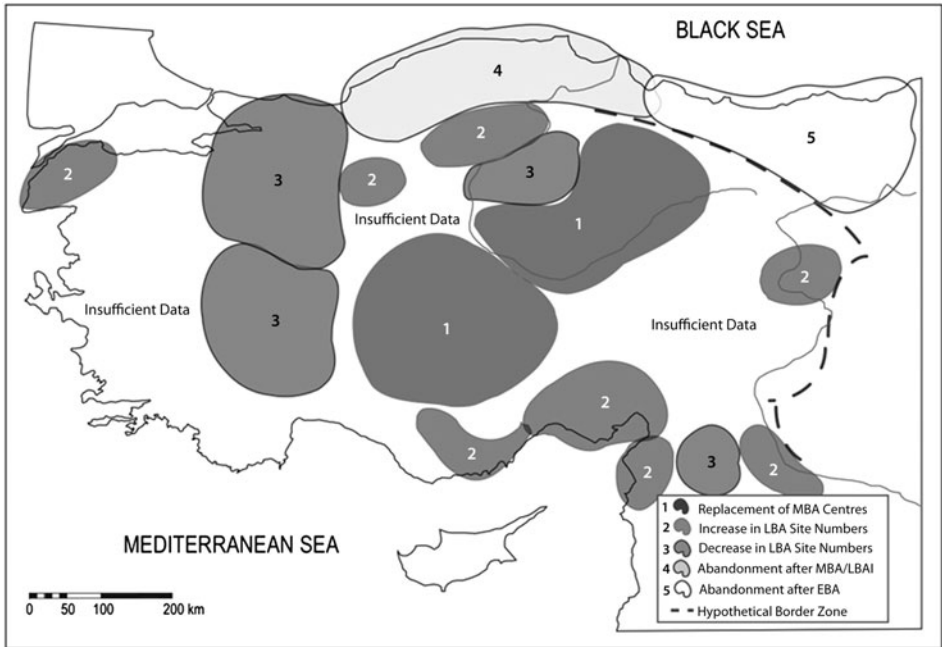 BLACK SEA
4
5
2
2
3
3
2
Insufficient Data
1
2
Insufficient Data
3
1
Insufficient Data
2
2
2
3
2
MEDITERRANEAN SEA
0 50 100 200 km
1 Replacement of MBA Centres
2 Increase in LBA Site Numbers
3 Decrease in LBA Site Numbers
4 Abandonment after MBA/LBAI
5 Abandonment after EBA
Hypothetical Border Zone